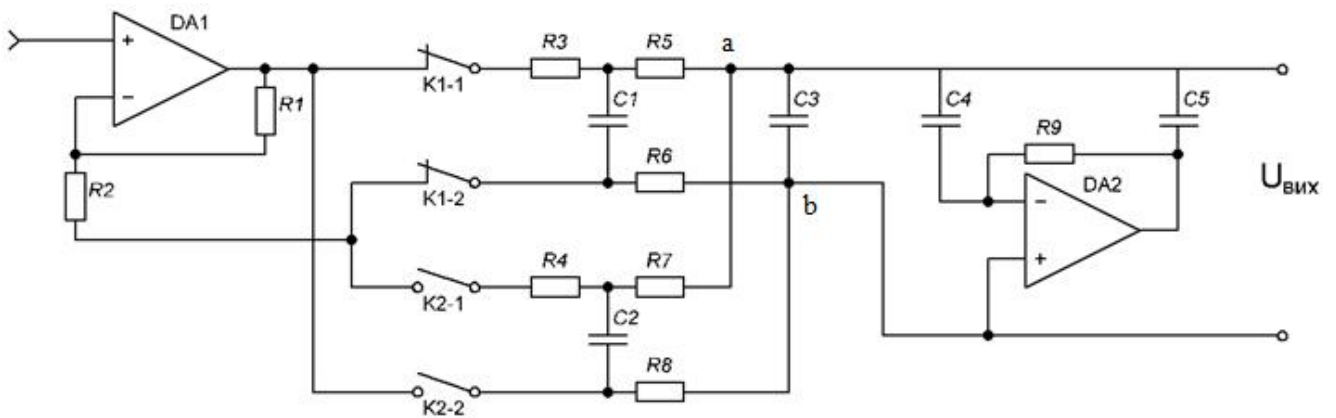 DA1
+
−
R1
R2
K1-1
R3
R5
a
C1
C3
C4
C5
R9
K1-2
R6
b
DA2
−
+
Uвих
K2-1
R4
R7
C2
K2-2
R8